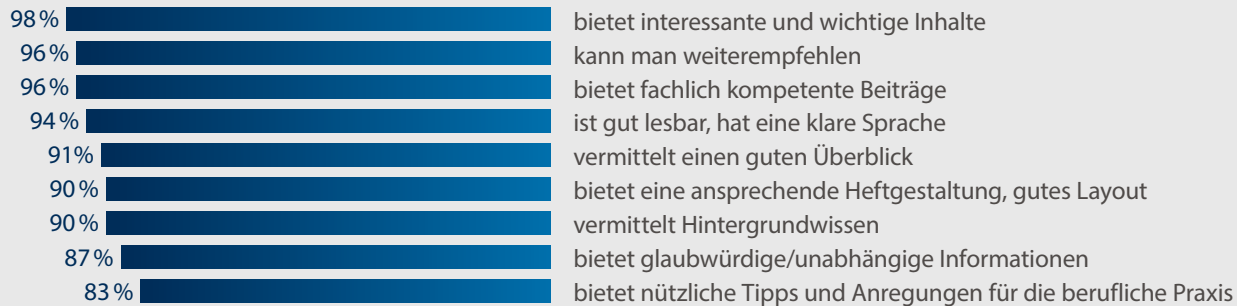 98 % bietet interessante und wichtige Inhalte
96 % kann man weiterempfehlen
96 % bietet fachlich kompetente Beiträge
94 % ist gut lesbar, hat eine klare Sprache
91% vermittelt einen guten Überblick
90 % bietet eine ansprechende Heftgestaltung, gutes Layout
90 % vermittelt Hintergrundwissen
87 % bietet glaubwürdige/unabhängige Informationen
83 % bietet nützliche Tipps und Anregungen für die berufliche Praxis